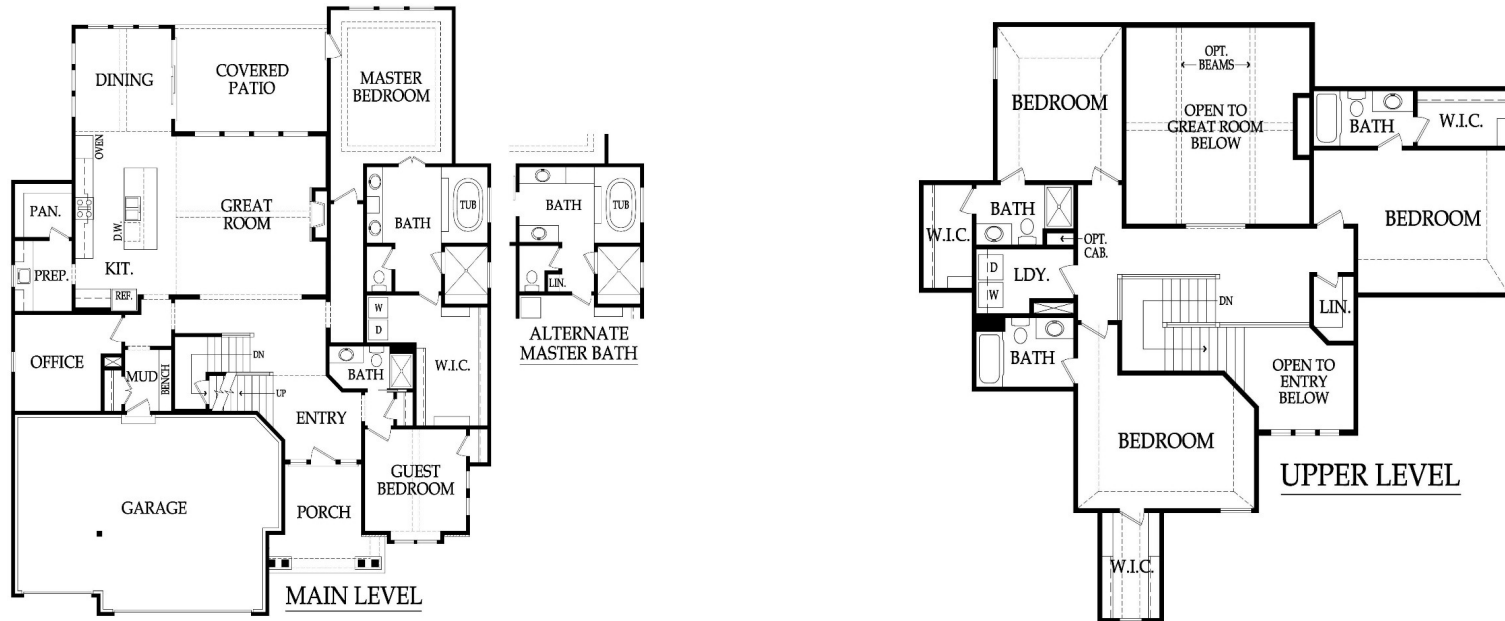 DINING
COVERED
PATIO
MASTER
BEDROOM
OVEN
PAN.
D.W.
GREAT
ROOM
BATH
TUB
PREP.
KIT.
REF.
W
D
OFFICE
MUD
BENCH
DN
UP
BATH
W.I.C.
ENTRY
GUEST
BEDROOM
GARAGE
PORCH
MAIN LEVEL
BATH
TUB
LIN.
ALTERNATE
MASTER BATH
OPT.
BEAMS
BEDROOM
OPEN TO
GREAT ROOM
BELOW
BATH
W.I.C.
BEDROOM
W.I.C.
BATH
OPT.
CAB.
D
W
LDY.
DN
LIN.
BATH
OPEN TO
ENTRY
BELOW
BEDROOM
W.I.C.
UPPER LEVEL